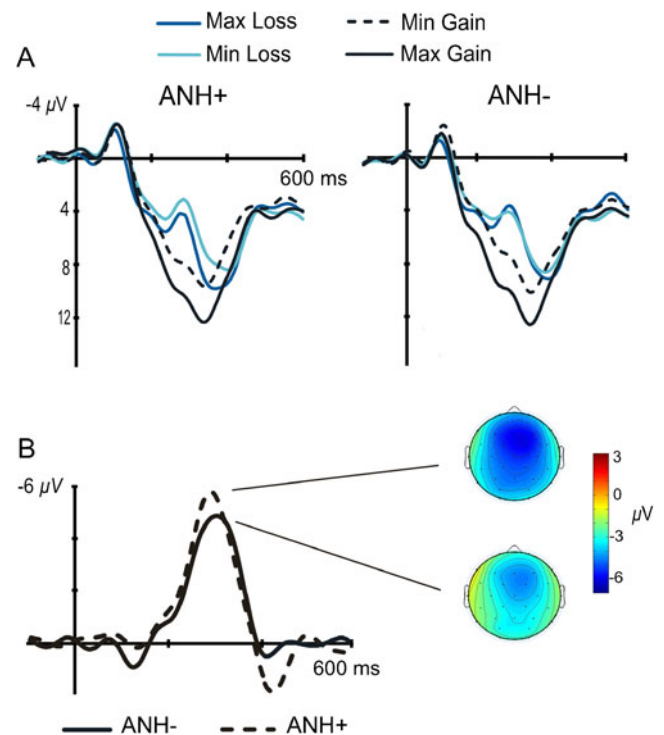 Max Loss Min Gain
Min Loss Max Gain
A
ANH+ ANH-
-4 µV
600 ms
4
8
12
B
-6 µV
600 ms
3
0
-3
-6
µV
ANH- ANH+